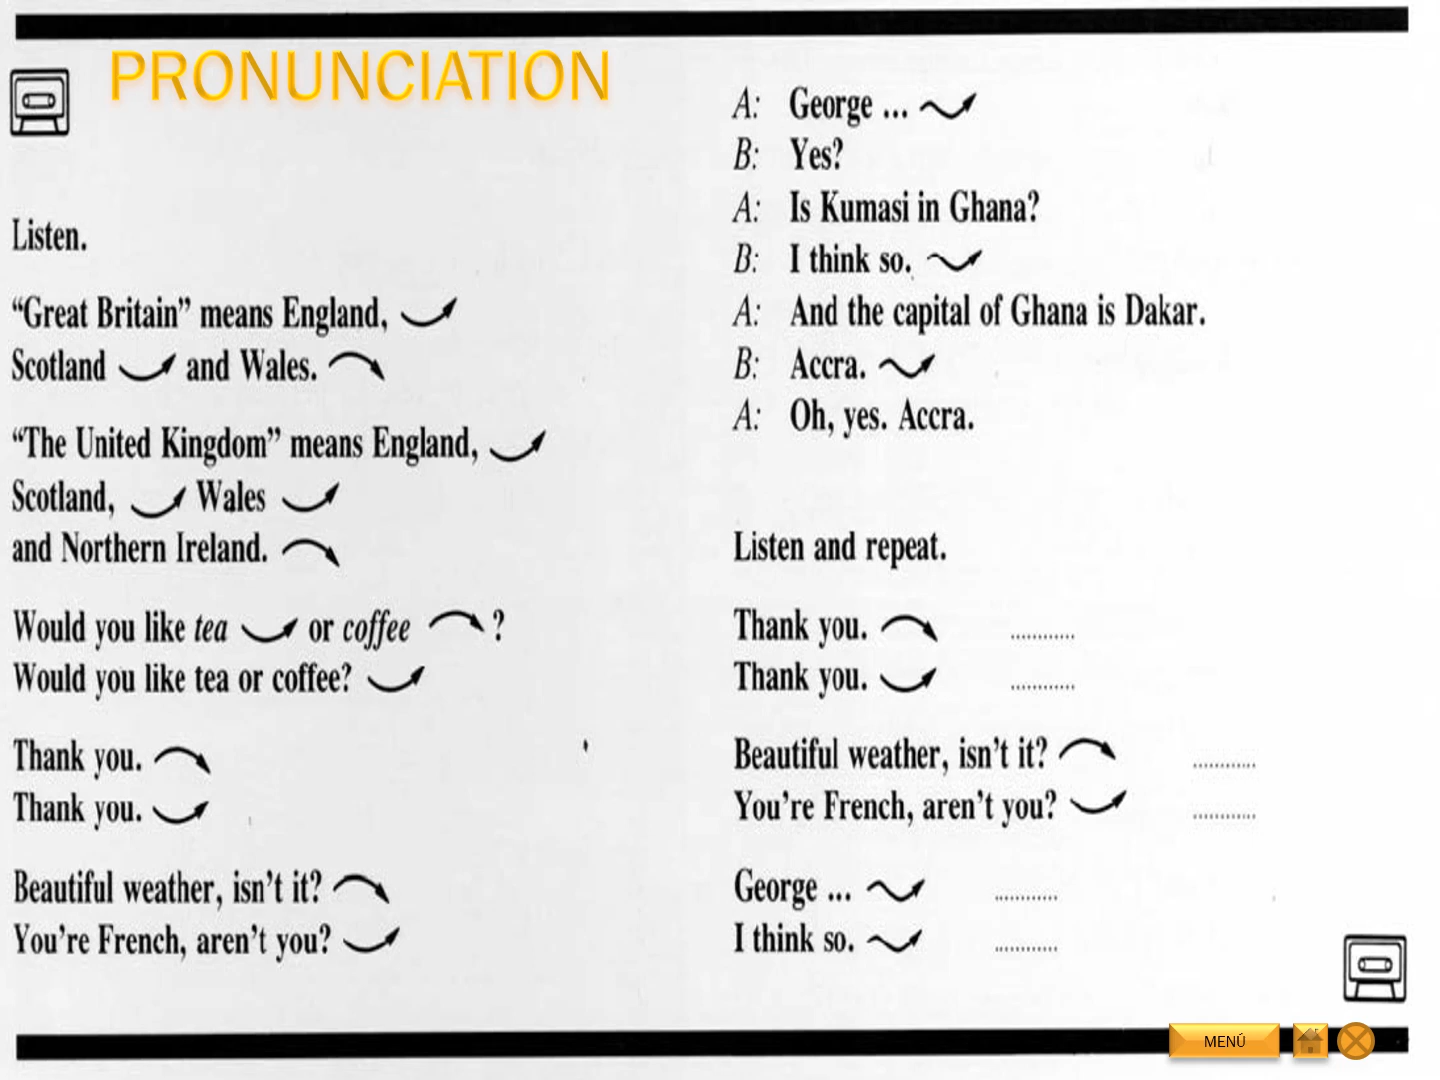 PRONUNCIATION
Listen.
“Great Britain” means England,
Scotland and Wales.
“The United Kingdom” means England,
Scotland, Wales
and Northern Ireland.
Would you like tea or coffee ?
Would you like tea or coffee?
Thank you.
Thank you.
Beautiful weather, isn’t it?
You’re French, aren’t you?
A: George ...
B: Yes?
A: Is Kumasi in Ghana?
B: I think so.
A: And the capital of Ghana is Dakar.
B: Accra.
A: Oh, yes. Accra.
Listen and repeat.
Thank you. ............
Thank you. ............
Beautiful weather, isn’t it? ............
You’re French, aren’t you? ............
George ... ............
I think so. ............
MENÚ